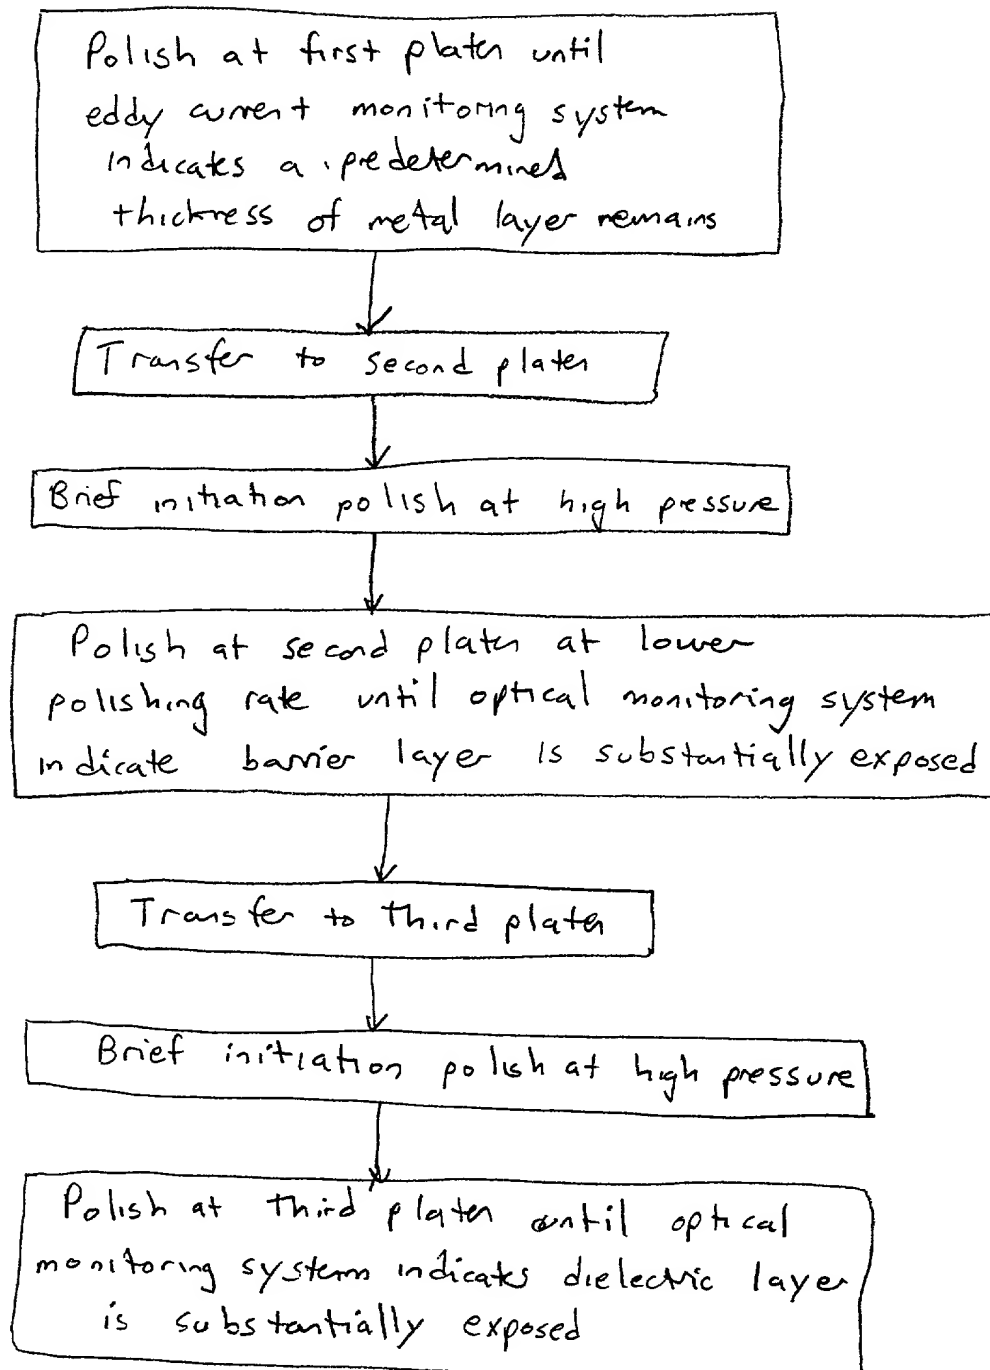 Polish at first platen until
eddy current monitoring system
indicates a predetermined
thickness of metal layer remains
Transfer to second platen
Brief initiation polish at high pressure
Polish at second platen at lower
polishing rate until optical monitoring system
indicate barrier layer is substantially exposed
Transfer to third platen
Brief initiation polish at high pressure
Polish at third platen until optical
monitoring system indicates dielectric layer
is substantially exposed